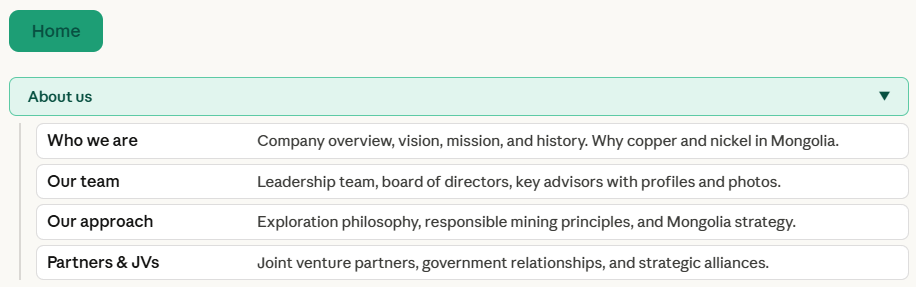 Home
About us ▼
Who we are Company overview, vision, mission, and history. Why copper and nickel in Mongolia.
Our team Leadership team, board of directors, key advisors with profiles and photos.
Our approach Exploration philosophy, responsible mining principles, and Mongolia strategy.
Partners & JVs Joint venture partners, government relationships, and strategic alliances.